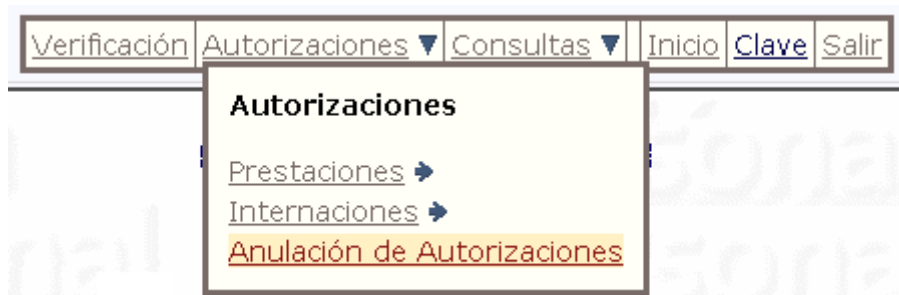 Verificación Autorizaciones ▼ Consultas ▼ Inicio Clave Salir
Autorizaciones
Prestaciones
Internaciones
Anulación de Autorizaciones